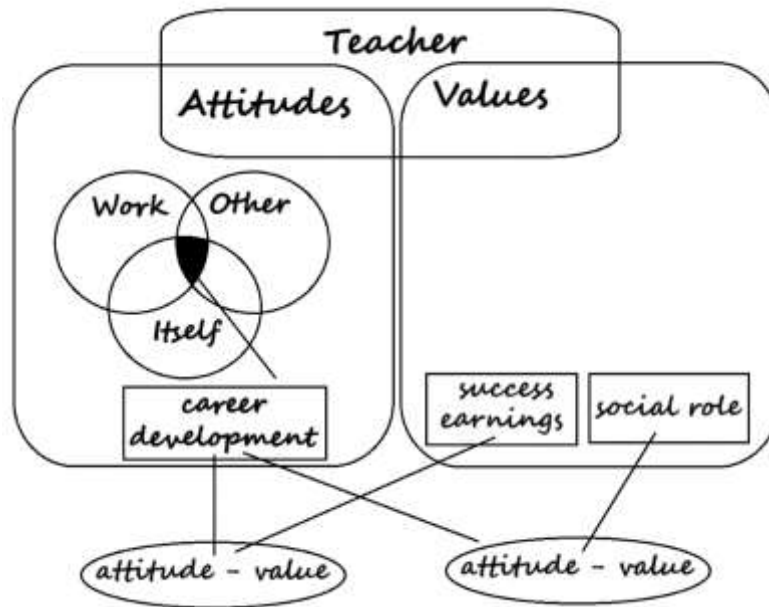 Teacher
Attitudes
Values
Work
Other
Itself
career
development
success
earnings
social role
attitude - value
attitude - value